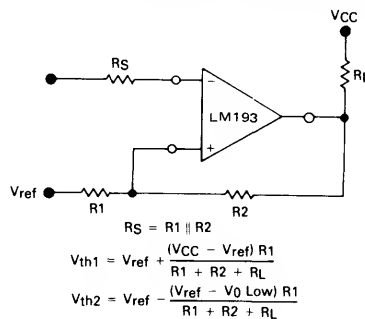 VCC
RS
RL
−
LM193
+
Vref
R1
R2
RS = R1 || R2
Vth1 = Vref + (VCC − Vref) R1 / R1 + R2 + RL
Vth2 = Vref − (Vref − V0 Low) R1 / R1 + R2 + RL